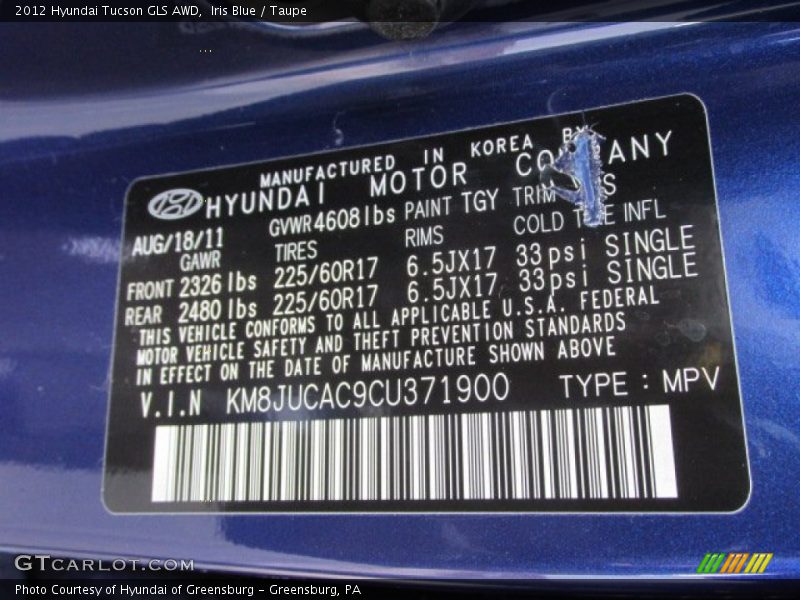 2012 Hyundai Tucson GLS AWD, Iris Blue / Taupe
MANUFACTURED IN KOREA BY
HYUNDAI MOTOR COMPANY
AUG/18/11 GVWR 4608 lbs PAINT TGY TRIM
GAWR TIRES RIMS COLD INFL
FRONT 2326 lbs 225/60R17 6.5JX17 33psi SINGLE
REAR 2480 lbs 225/60R17 6.5JX17 33psi SINGLE
THIS VEHICLE CONFORMS TO ALL APPLICABLE U.S.A. FEDERAL
MOTOR VEHICLE SAFETY AND THEFT PREVENTION STANDARDS
IN EFFECT ON THE DATE OF MANUFACTURE SHOWN ABOVE
V.I.N KM8JUCAC9CU371900 TYPE : MPV
GTCARLOT.COM
Photo Courtesy of Hyundai of Greensburg - Greensburg, PA